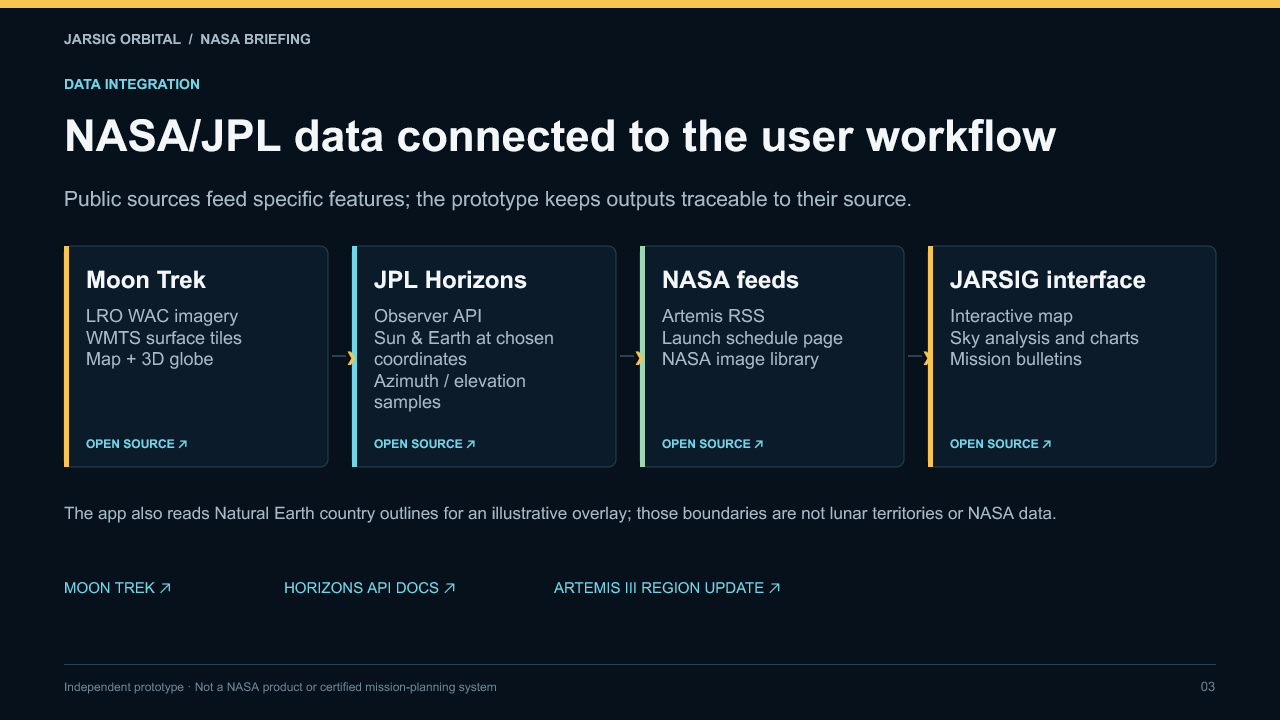 JARSIG ORBITAL / NASA BRIEFING
DATA INTEGRATION
NASA/JPL data connected to the user workflow
Public sources feed specific features; the prototype keeps outputs traceable to their source.
Moon Trek
LRO WAC imagery
WMTS surface tiles
Map + 3D globe
OPEN SOURCE ↗
JPL Horizons
Observer API
Sun & Earth at chosen
coordinates
Azimuth / elevation
samples
OPEN SOURCE ↗
NASA feeds
Artemis RSS
Launch schedule page
NASA image library
OPEN SOURCE ↗
JARSIG interface
Interactive map
Sky analysis and charts
Mission bulletins
OPEN SOURCE ↗
The app also reads Natural Earth country outlines for an illustrative overlay; those boundaries are not lunar territories or NASA data.
MOON TREK ↗
HORIZONS API DOCS ↗
ARTEMIS III REGION UPDATE ↗
Independent prototype · Not a NASA product or certified mission-planning system
03